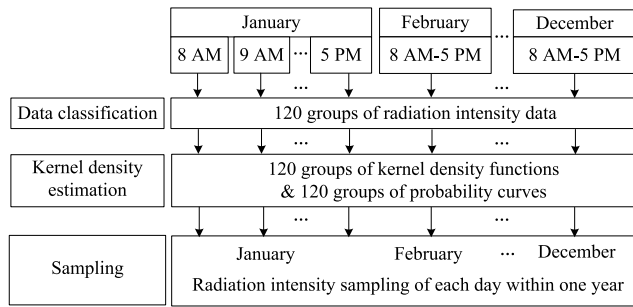 January
February
...
December
8 AM
9 AM
...
5 PM
8 AM-5 PM
8 AM-5 PM
...
...
Data classification
120 groups of radiation intensity data
...
...
Kernel density
estimation
120 groups of kernel density functions
& 120 groups of probability curves
...
...
Sampling
January
February
...
December
Radiation intensity sampling of each day within one year